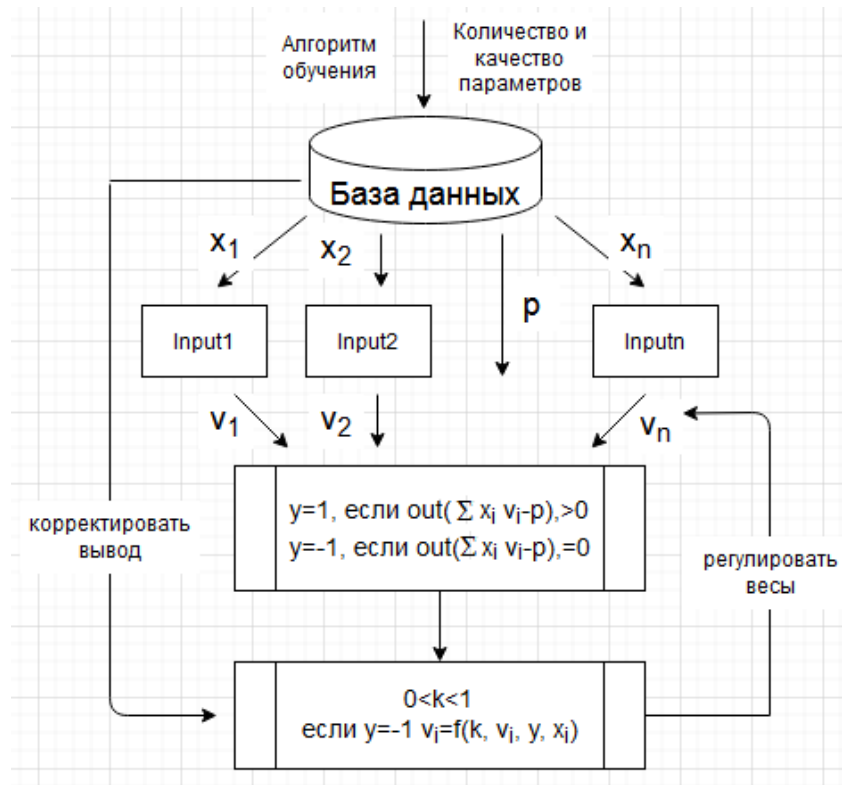 Алгоритм
обучения
Количество и
качество
параметров
База данных
x₁
x₂
xₙ
p
Input1
Input2
Inputn
v₁
v₂
vₙ
y=1, если out( Σ xᵢ vᵢ-p),>0
y=-1, если out(Σ xᵢ vᵢ-p),=0
корректировать
вывод
регулировать
весы
0<k<1
если y=-1 vᵢ=f(k, vᵢ, y, xᵢ)